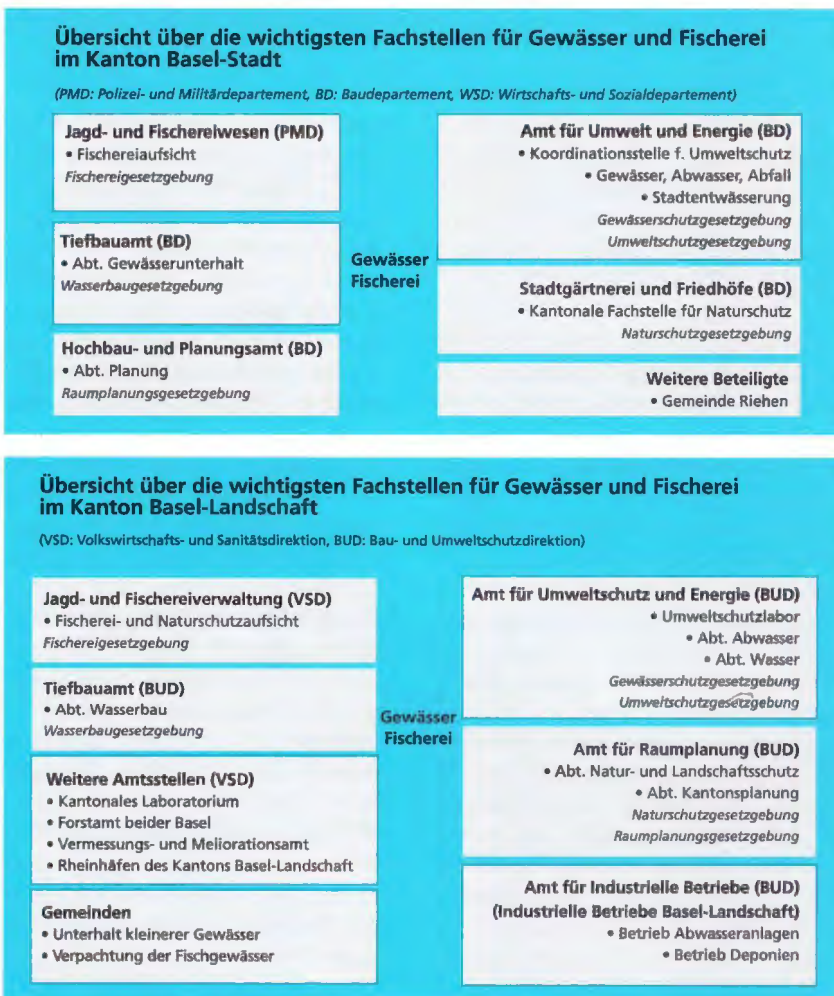 Übersicht über die wichtigsten Fachstellen für Gewässer und Fischerei
im Kanton Basel-Stadt
(PMD: Polizei- und Militärdepartement, BD: Baudepartement, WSD: Wirtschafts- und Sozialdepartement)
Jagd- und Fischereiwesen (PMD)
• Fischereiaufsicht
Fischereigesetzgebung
Tiefbauamt (BD)
• Abt. Gewässerunterhalt
Wasserbaugesetzgebung
Hochbau- und Planungsamt (BD)
• Abt. Planung
Raumplanungsgesetzgebung
Gewässer
Fischerei
Amt für Umwelt und Energie (BD)
• Koordinationsstelle f. Umweltschutz
• Gewässer, Abwasser, Abfall
• Stadtentwässerung
Gewässerschutzgesetzgebung
Umweltschutzgesetzgebung
Stadtgärtnerei und Friedhöfe (BD)
• Kantonale Fachstelle für Naturschutz
Naturschutzgesetzgebung
Weitere Beteiligte
• Gemeinde Riehen
Übersicht über die wichtigsten Fachstellen für Gewässer und Fischerei
im Kanton Basel-Landschaft
(VSD: Volkswirtschafts- und Sanitätsdirektion, BUD: Bau- und Umweltschutzdirektion)
Jagd- und Fischereiverwaltung (VSD)
• Fischerei- und Naturschutzaufsicht
Fischereigesetzgebung
Tiefbauamt (BUD)
• Abt. Wasserbau
Wasserbaugesetzgebung
Weitere Amtsstellen (VSD)
• Kantonales Laboratorium
• Forstamt beider Basel
• Vermessungs- und Meliorationsamt
• Rheinhäfen des Kantons Basel-Landschaft
Gemeinden
• Unterhalt kleinerer Gewässer
• Verpachtung der Fischgewässer
Gewässer
Fischerei
Amt für Umweltschutz und Energie (BUD)
• Umweltschutzlabor
• Abt. Abwasser
• Abt. Wasser
Gewässerschutzgesetzgebung
Umweltschutzgesetzgebung
Amt für Raumplanung (BUD)
• Abt. Natur- und Landschaftsschutz
• Abt. Kantonsplanung
Naturschutzgesetzgebung
Raumplanungsgesetzgebung
Amt für Industrielle Betriebe (BUD)
(Industrielle Betriebe Basel-Landschaft)
• Betrieb Abwasseranlagen
• Betrieb Deponien